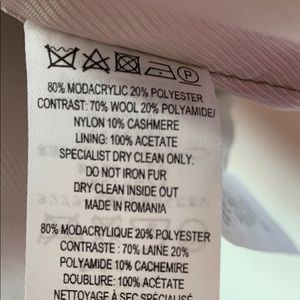 80% MODACRYLIC 20% POLYESTER
CONTRAST: 70% WOOL 20% POLYAMIDE/
NYLON 10% CASHMERE
LINING: 100% ACETATE
SPECIALIST DRY CLEAN ONLY:
DO NOT IRON FUR
DRY CLEAN INSIDE OUT
MADE IN ROMANIA
80% MODACRYLIQUE 20% POLYESTER
CONTRASTE : 70% LAINE 20%
POLYAMIDE 10% CACHEMIRE
DOUBLURE: 100% ACÉTATE
NETTOYAGE À SEC SPÉCIALISÉ